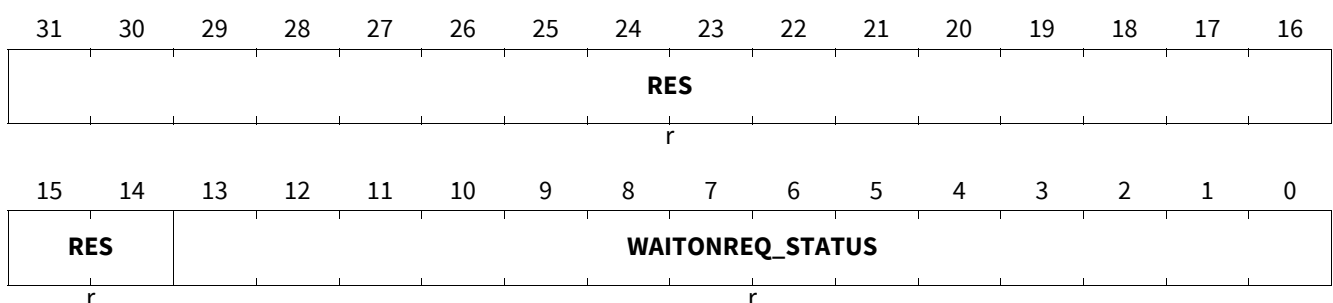 31 30 29 28 27 26 25 24 23 22 21 20 19 18 17 16
RES
r
15 14 13 12 11 10 9 8 7 6 5 4 3 2 1 0
RES WAITONREQ_STATUS
r r